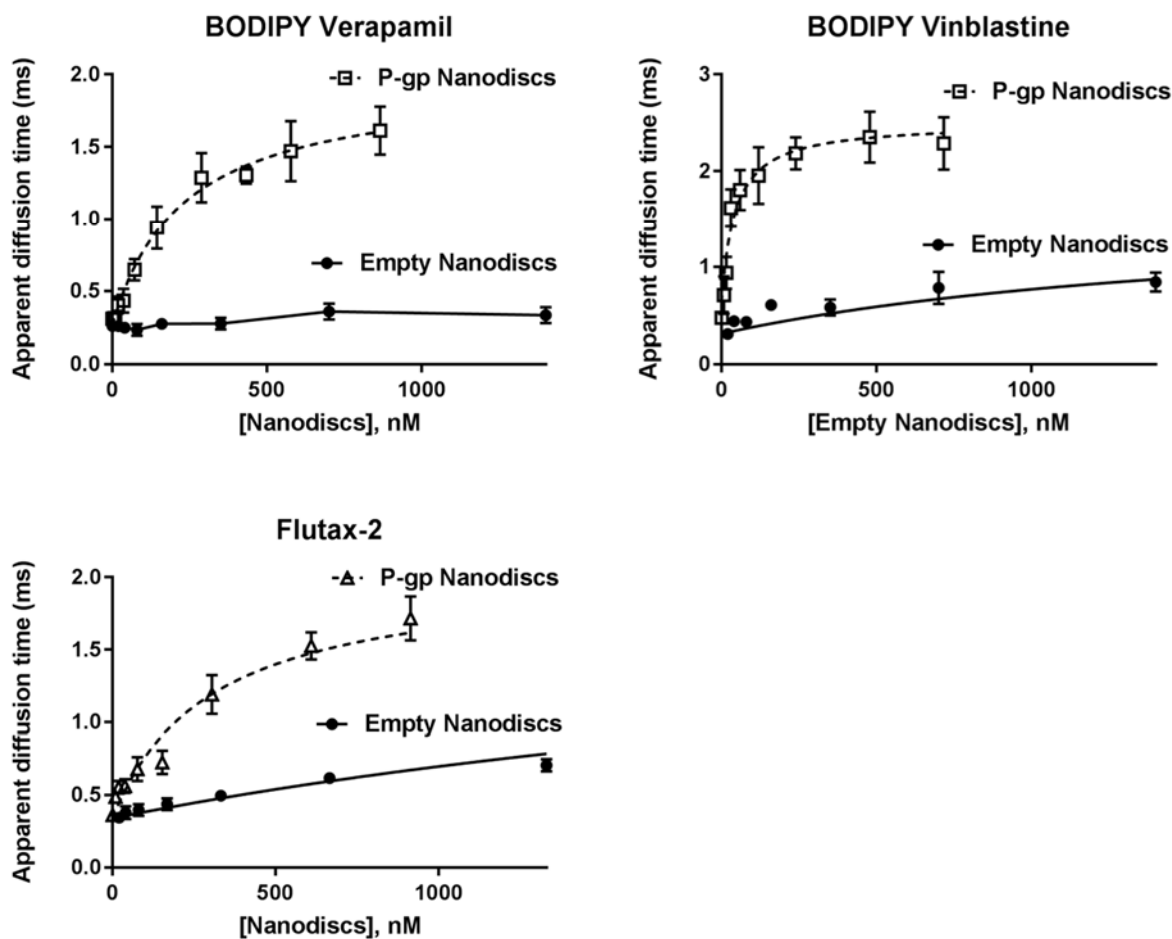 BODIPY Verapamil
Apparent diffusion time (ms)
2.0
1.5
1.0
0.5
0.0
P-gp Nanodiscs
Empty Nanodiscs
0 500 1000
[Nanodiscs], nM
BODIPY Vinblastine
Apparent diffusion time (ms)
3
2
1
0
P-gp Nanodiscs
Empty Nanodiscs
0 500 1000
[Empty Nanodiscs], nM
Flutax-2
Apparent diffusion time (ms)
2.0
1.5
1.0
0.5
0.0
P-gp Nanodiscs
Empty Nanodiscs
0 500 1000
[Nanodiscs], nM